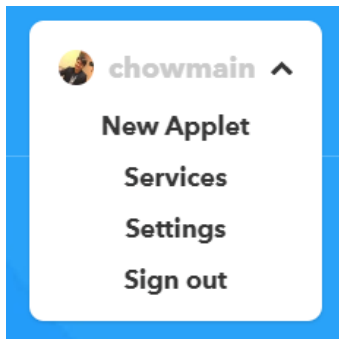 chowmain
New Applet
Services
Settings
Sign out